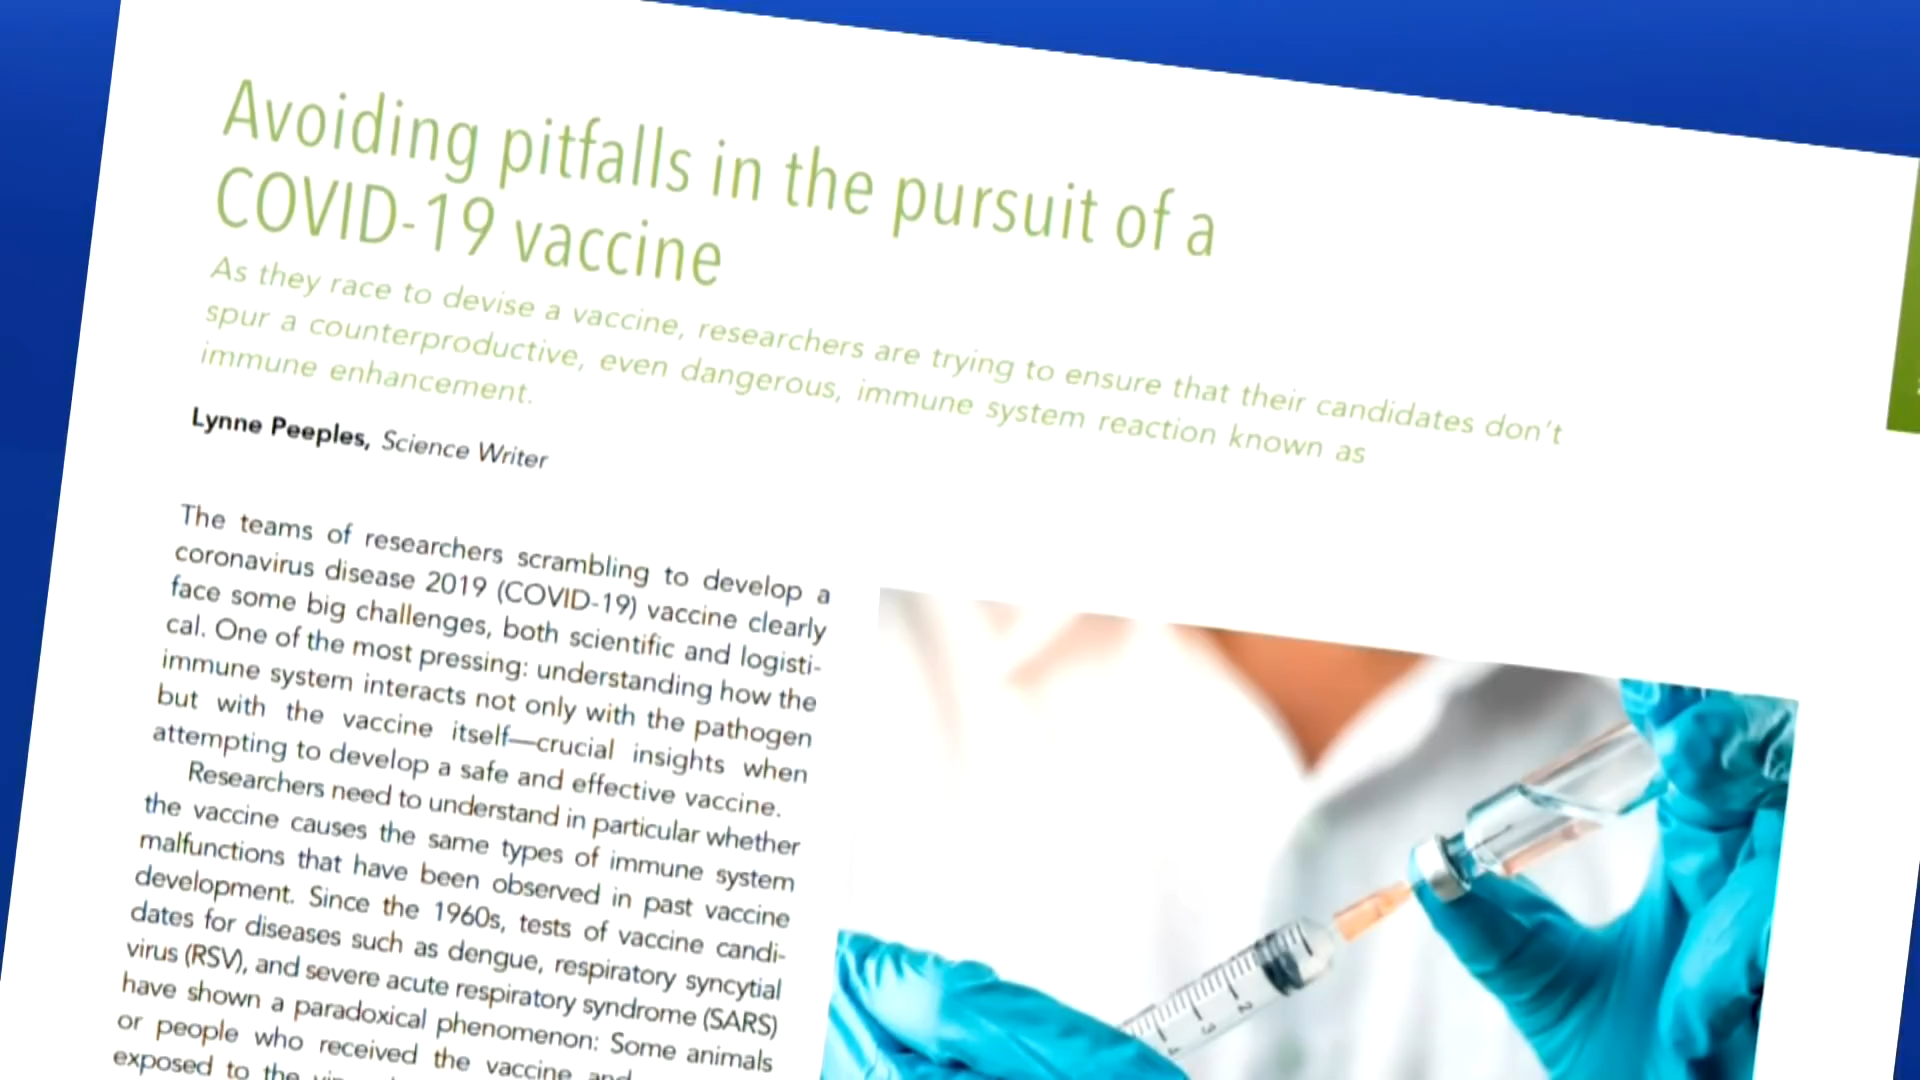 Avoiding pitfalls in the pursuit of a
COVID-19 vaccine
As they race to devise a vaccine, researchers are trying to ensure that their candidates don't
spur a counterproductive, even dangerous, immune system reaction known as
immune enhancement.
Lynne Peeples, Science Writer
The teams of researchers scrambling to develop a
coronavirus disease 2019 (COVID-19) vaccine clearly
face some big challenges, both scientific and logisti-
cal. One of the most pressing: understanding how the
immune system interacts not only with the pathogen
but with the vaccine itself—crucial insights when
attempting to develop a safe and effective vaccine.
Researchers need to understand in particular whether
the vaccine causes the same types of immune system
malfunctions that have been observed in past vaccine
development. Since the 1960s, tests of vaccine candi-
dates for diseases such as dengue, respiratory syncytial
virus (RSV), and severe acute respiratory syndrome (SARS)
have shown a paradoxical phenomenon: Some animals
or people who received the vaccine and
exposed to the
2
3